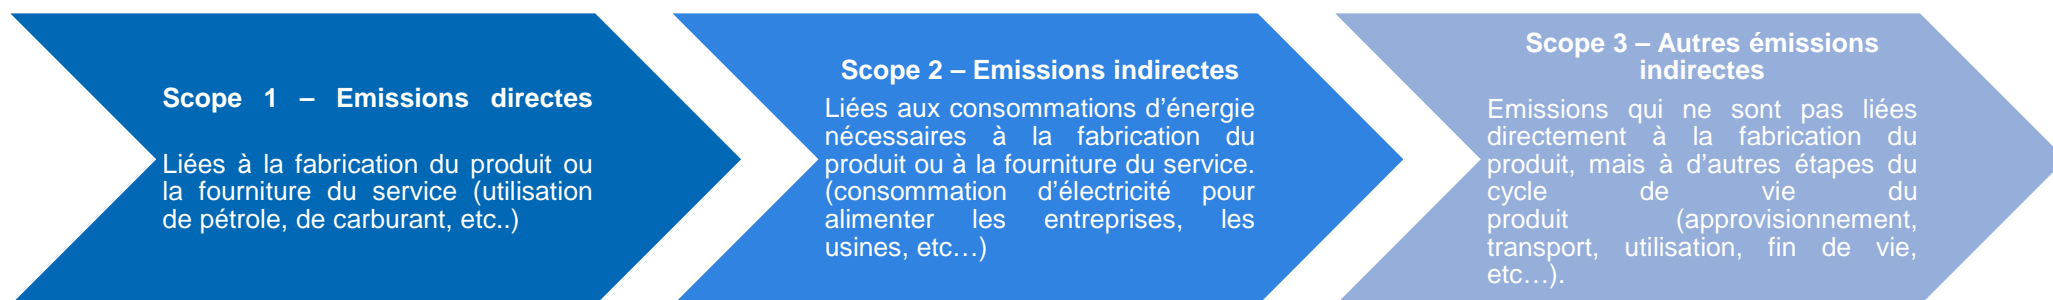 Scope 1 – Emissions directes
Liées à la fabrication du produit ou
la fourniture du service (utilisation
de pétrole, de carburant, etc..)
Scope 2 – Emissions indirectes
Liées aux consommations d’énergie
nécessaires à la fabrication du
produit ou à la fourniture du service.
(consommation d’électricité pour
alimenter les entreprises, les
usines, etc…)
Scope 3 – Autres émissions
indirectes
Emissions qui ne sont pas liées
directement à la fabrication du
produit, mais à d’autres étapes du
cycle de vie du
produit (approvisionnement,
transport, utilisation, fin de vie,
etc…).